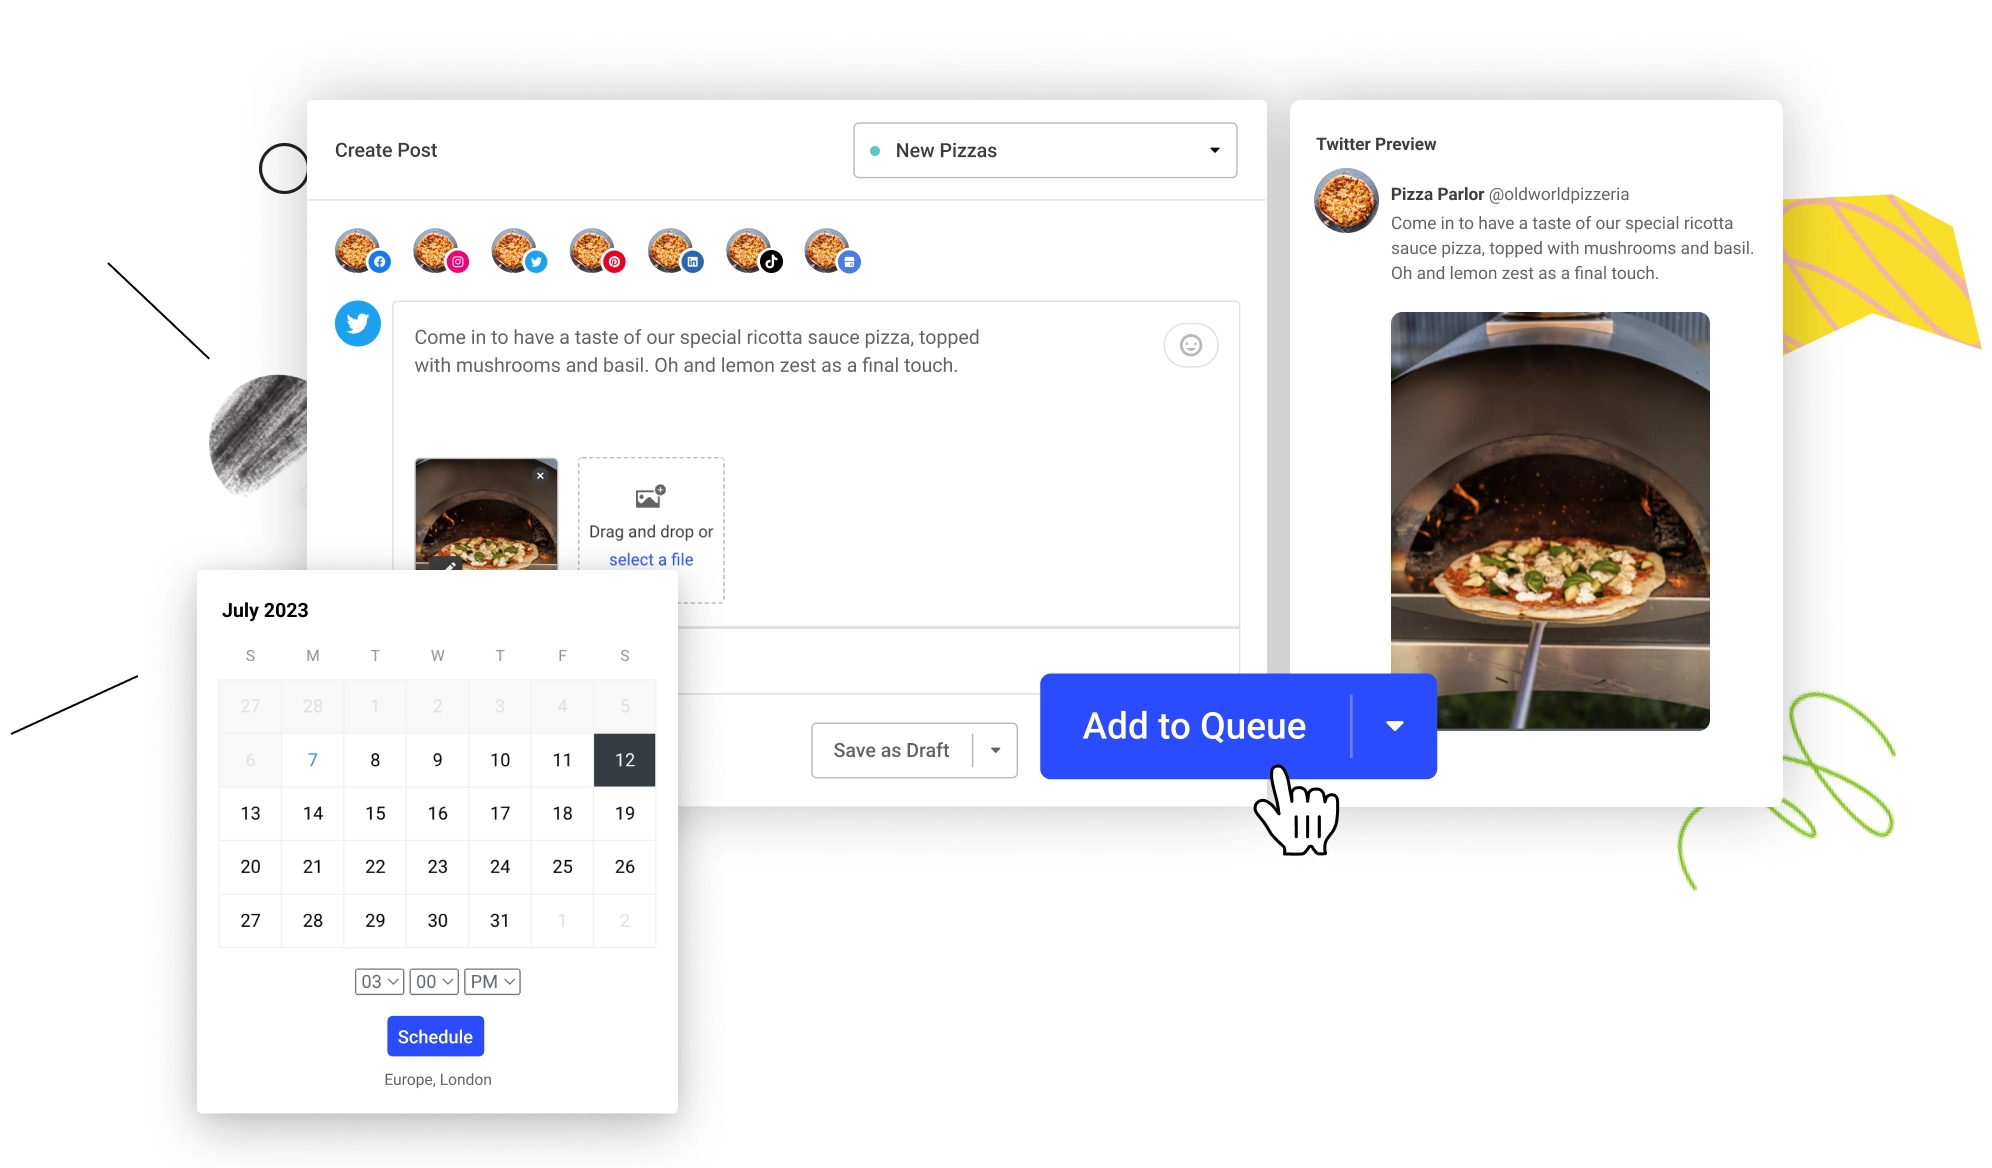 Create Post
New Pizzas
Come in to have a taste of our special ricotta sauce pizza, topped
with mushrooms and basil. Oh and lemon zest as a final touch.
Drag and drop or
select a file
Save as Draft
Add to Queue
Twitter Preview
Pizza Parlor @oldworldpizzeria
Come in to have a taste of our special ricotta
sauce pizza, topped with mushrooms and basil.
Oh and lemon zest as a final touch.
July 2023
S M T W T F S
27 28 1 2 3 4 5
6 7 8 9 10 11 12
13 14 15 16 17 18 19
20 21 22 23 24 25 26
27 28 29 30 31 1 2
03 00 PM
Schedule
Europe, London